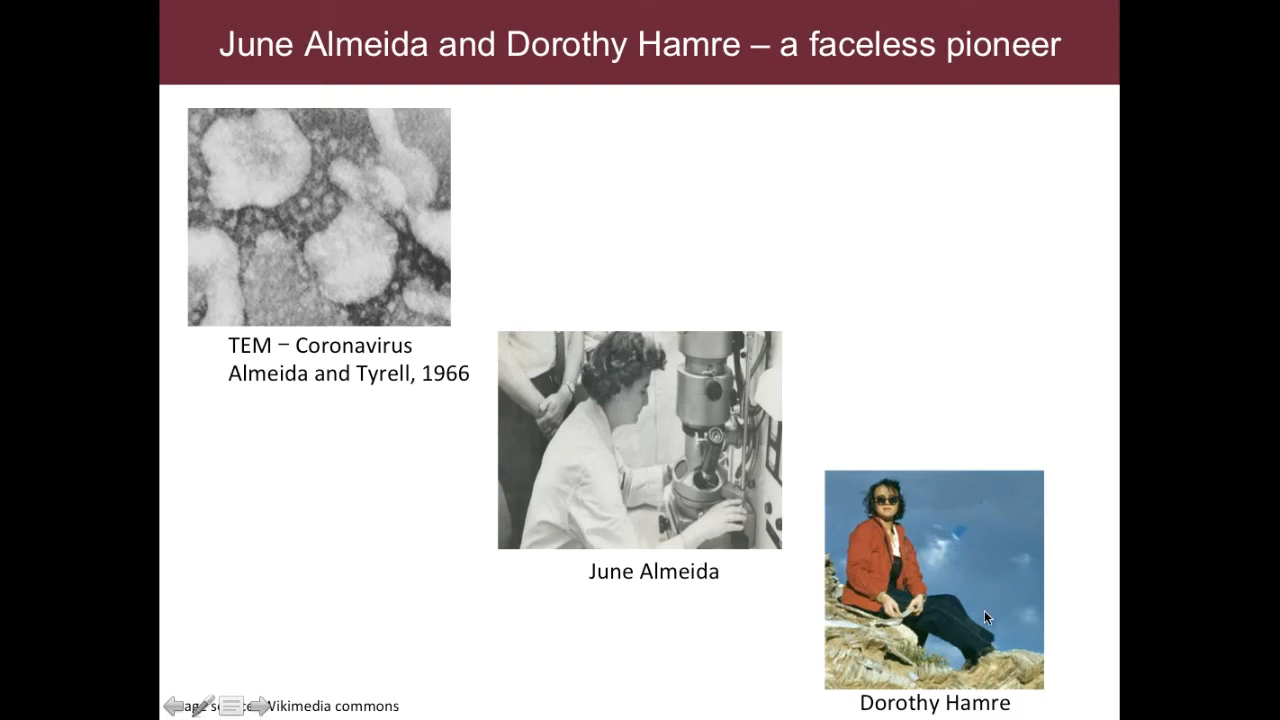 June Almeida and Dorothy Hamre – a faceless pioneer
TEM – Coronavirus
Almeida and Tyrell, 1966
June Almeida
Dorothy Hamre
Wikimedia commons